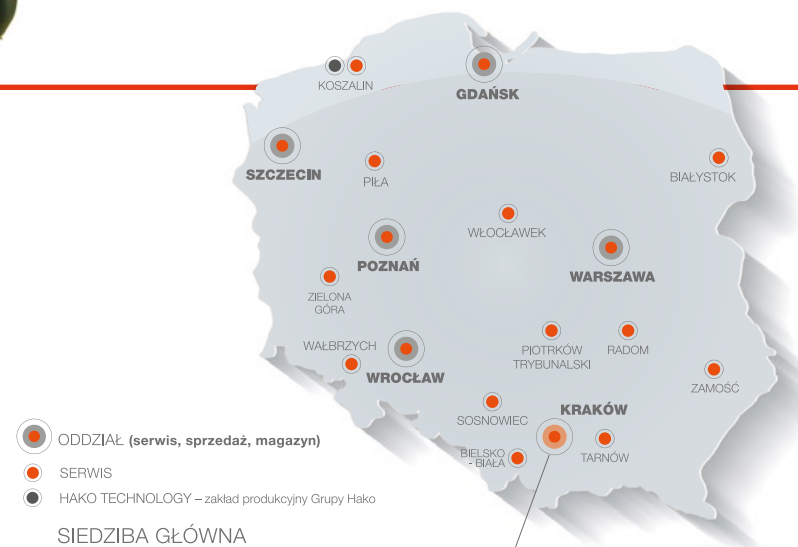 KOSZALIN
GDAŃSK
SZCZECIN
PIŁA
BIAŁYSTOK
WŁOCŁAWEK
POZNAŃ
WARSZAWA
ZIELONA
GÓRA
WAŁBRZYCH
WROCŁAW
PIOTRKÓW
TRYBUNALSKI
RADOM
ZAMOŚĆ
SOSNOWIEC
KRAKÓW
BIELSKO
- BIAŁA
TARNÓW
ODDZIAŁ (serwis, sprzedaż, magazyn)
SERWIS
HAKO TECHNOLOGY – zakład produkcyjny Grupy Hako
SIEDZIBA GŁÓWNA